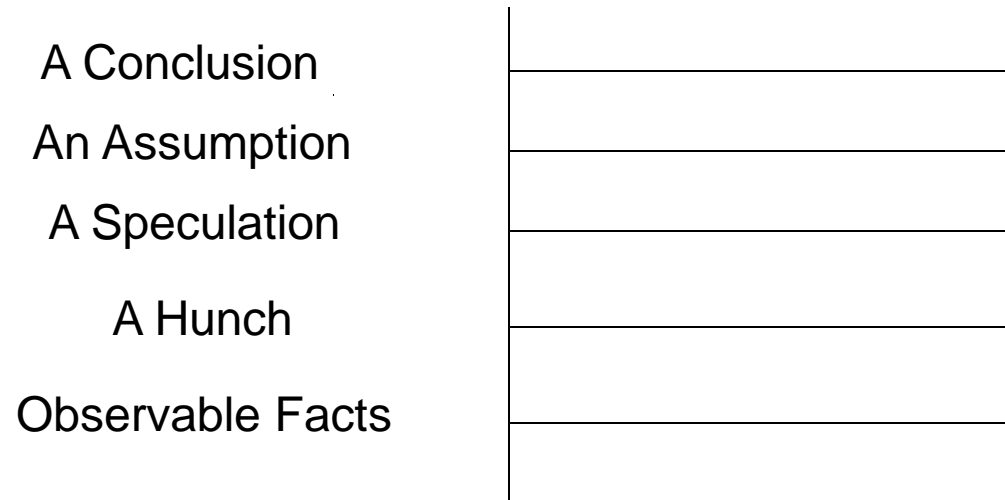 A Conclusion
An Assumption
A Speculation
A Hunch
Observable Facts